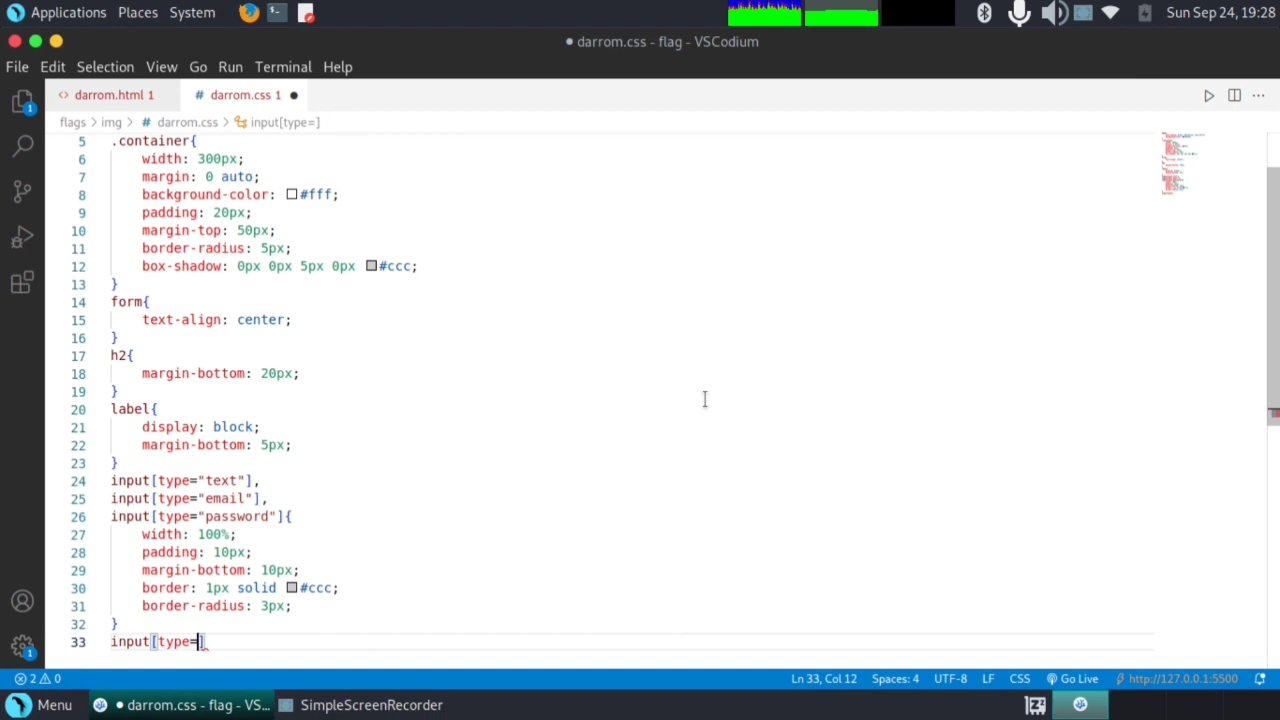 Applications Places System Sun Sep 24, 19:28
darrom.css - flag - VSCodium
File Edit Selection View Go Run Terminal Help
darrom.html 1 # darrom.css 1
flags > img > # darrom.css > input[type=]
5 .container{
6 width: 300px;
7 margin: 0 auto;
8 background-color: #fff;
9 padding: 20px;
10 margin-top: 50px;
11 border-radius: 5px;
12 box-shadow: 0px 0px 5px 0px #ccc;
13 }
14 form{
15 text-align: center;
16 }
17 h2{
18 margin-bottom: 20px;
19 }
20 label{
21 display: block;
22 margin-bottom: 5px;
23 }
24 input[type="text"],
25 input[type="email"],
26 input[type="password"]{
27 width: 100%;
28 padding: 10px;
29 margin-bottom: 10px;
30 border: 1px solid #ccc;
31 border-radius: 3px;
32 }
33 input[type=]
1
1
2 0 Ln 33, Col 12 Spaces: 4 UTF-8 LF CSS Go Live http://127.0.0.1:5500
Menu darrom.css - flag - VS... SimpleScreenRecorder